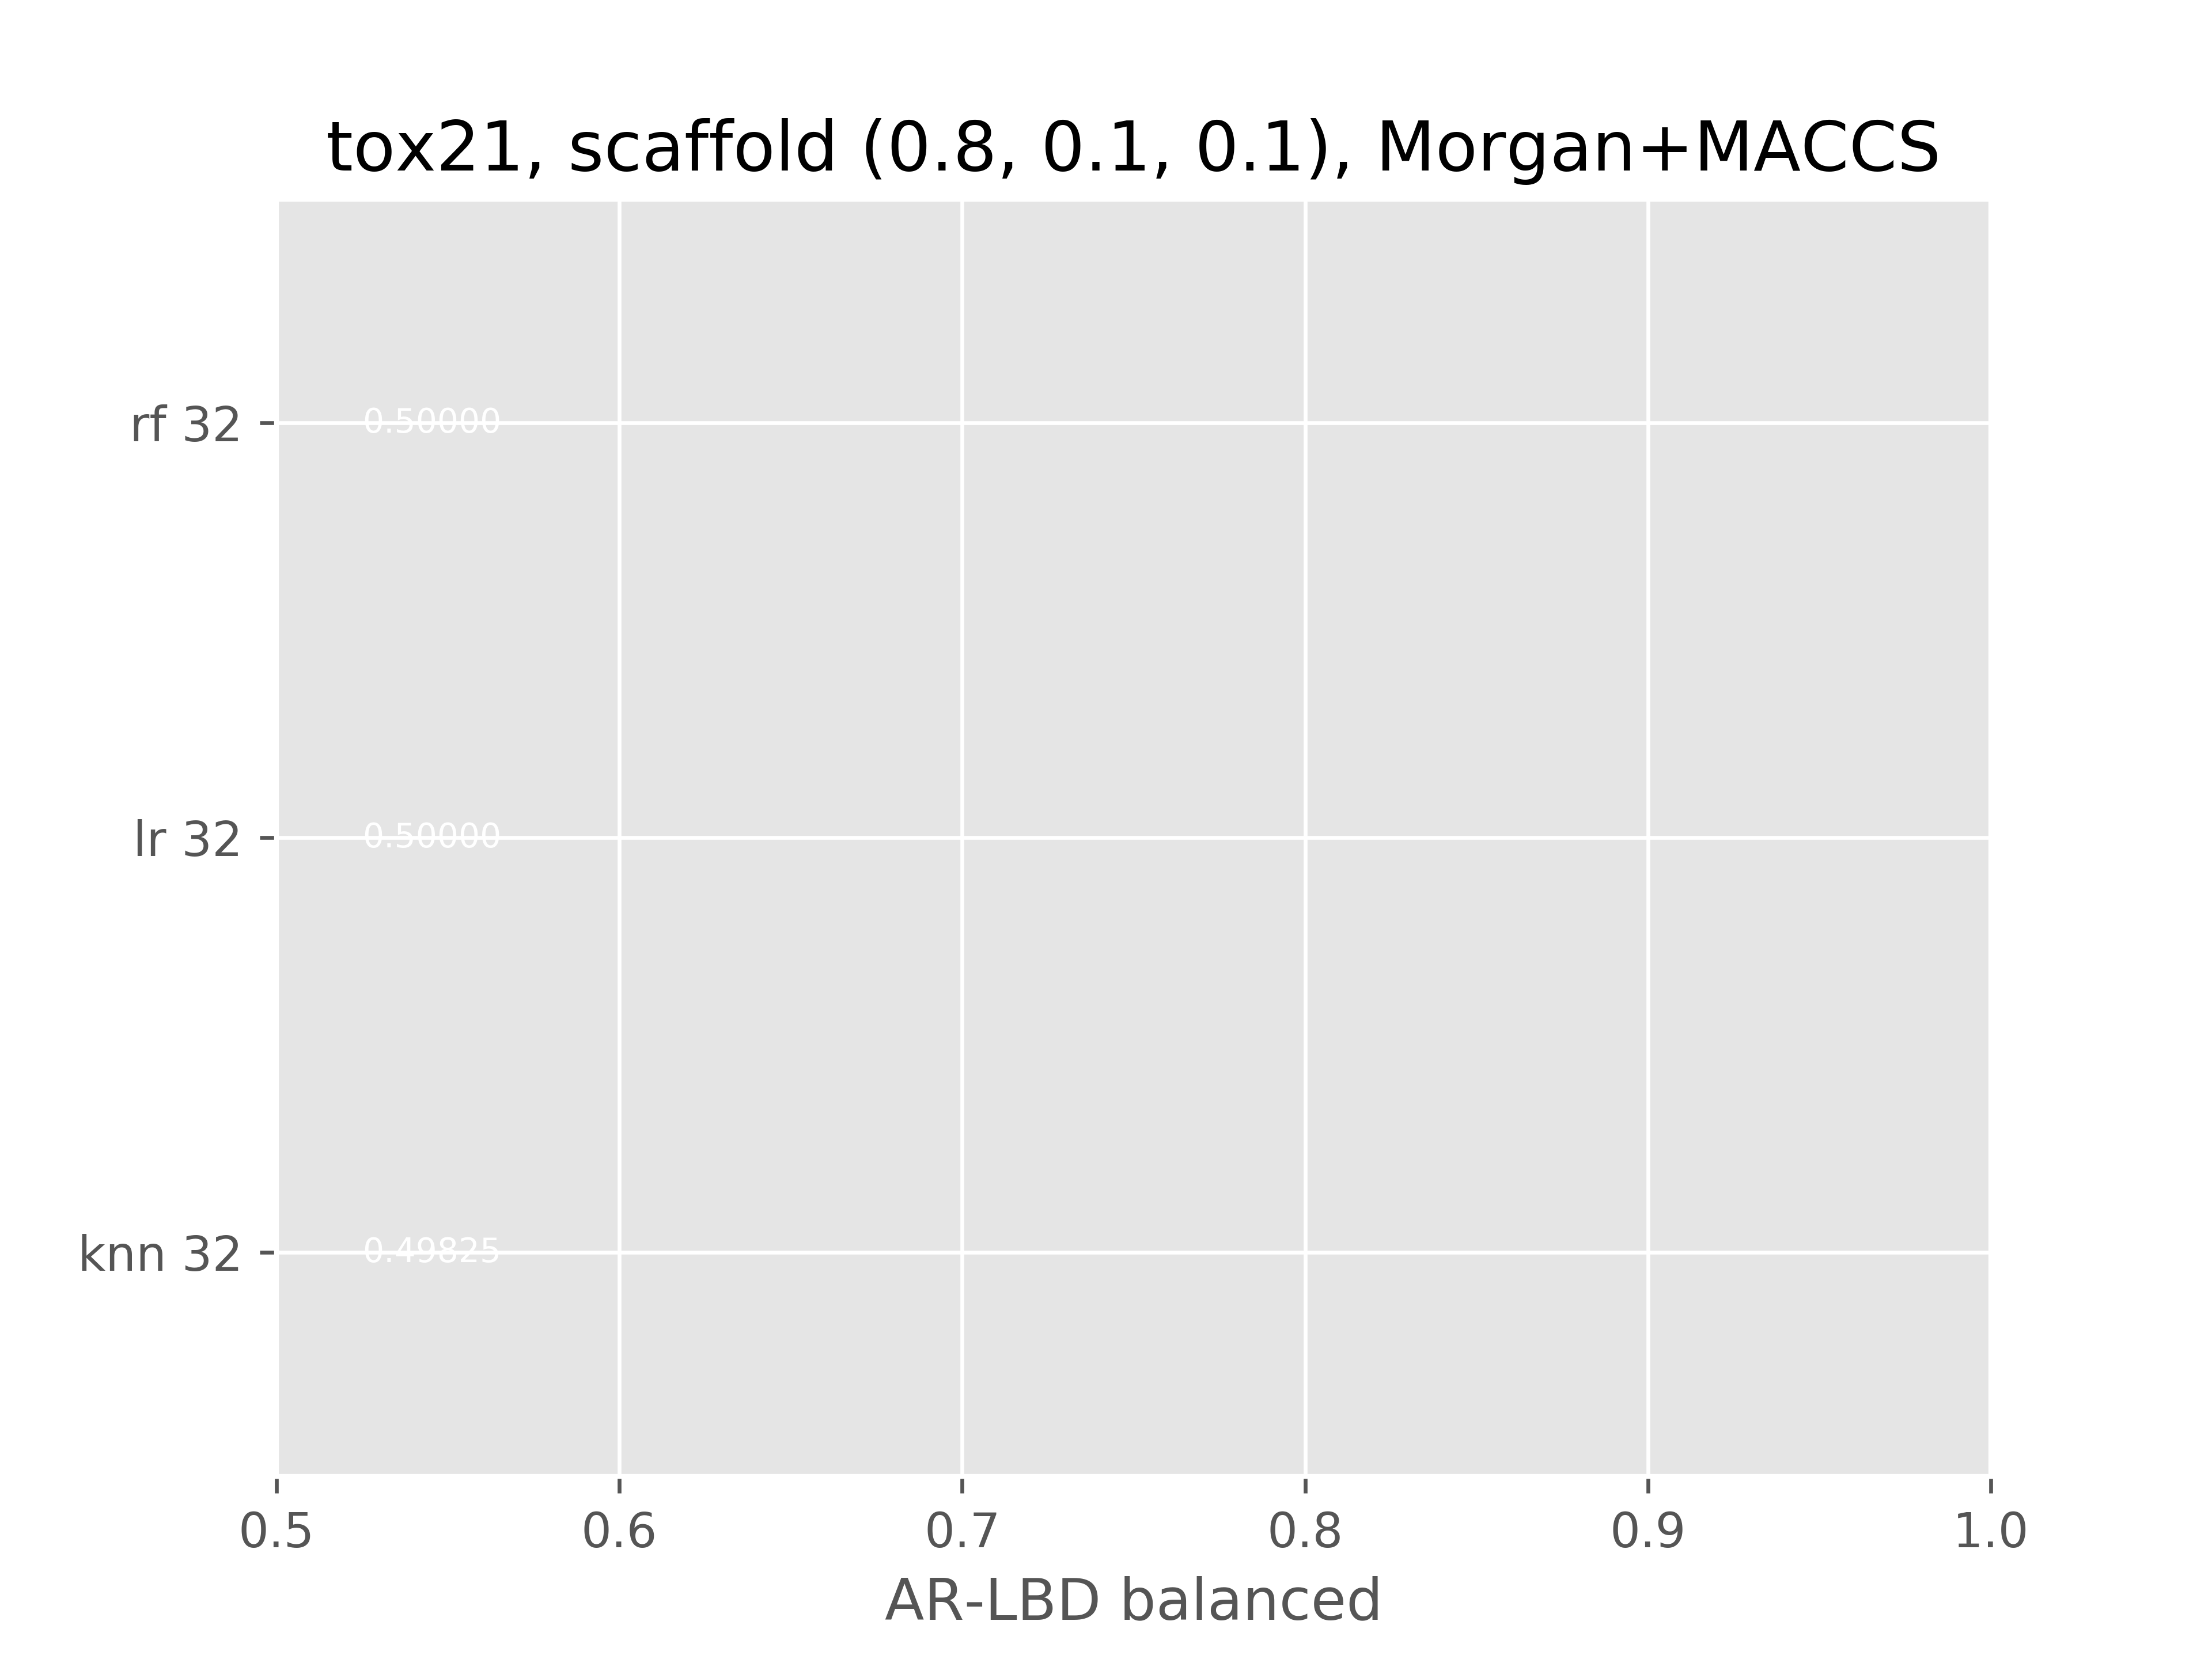 tox21, scaffold (0.8, 0.1, 0.1), Morgan+MACCS
rf 32
0.50000
lr 32
0.50000
knn 32
0.49825
0.5 0.6 0.7 0.8 0.9 1.0
AR-LBD balanced